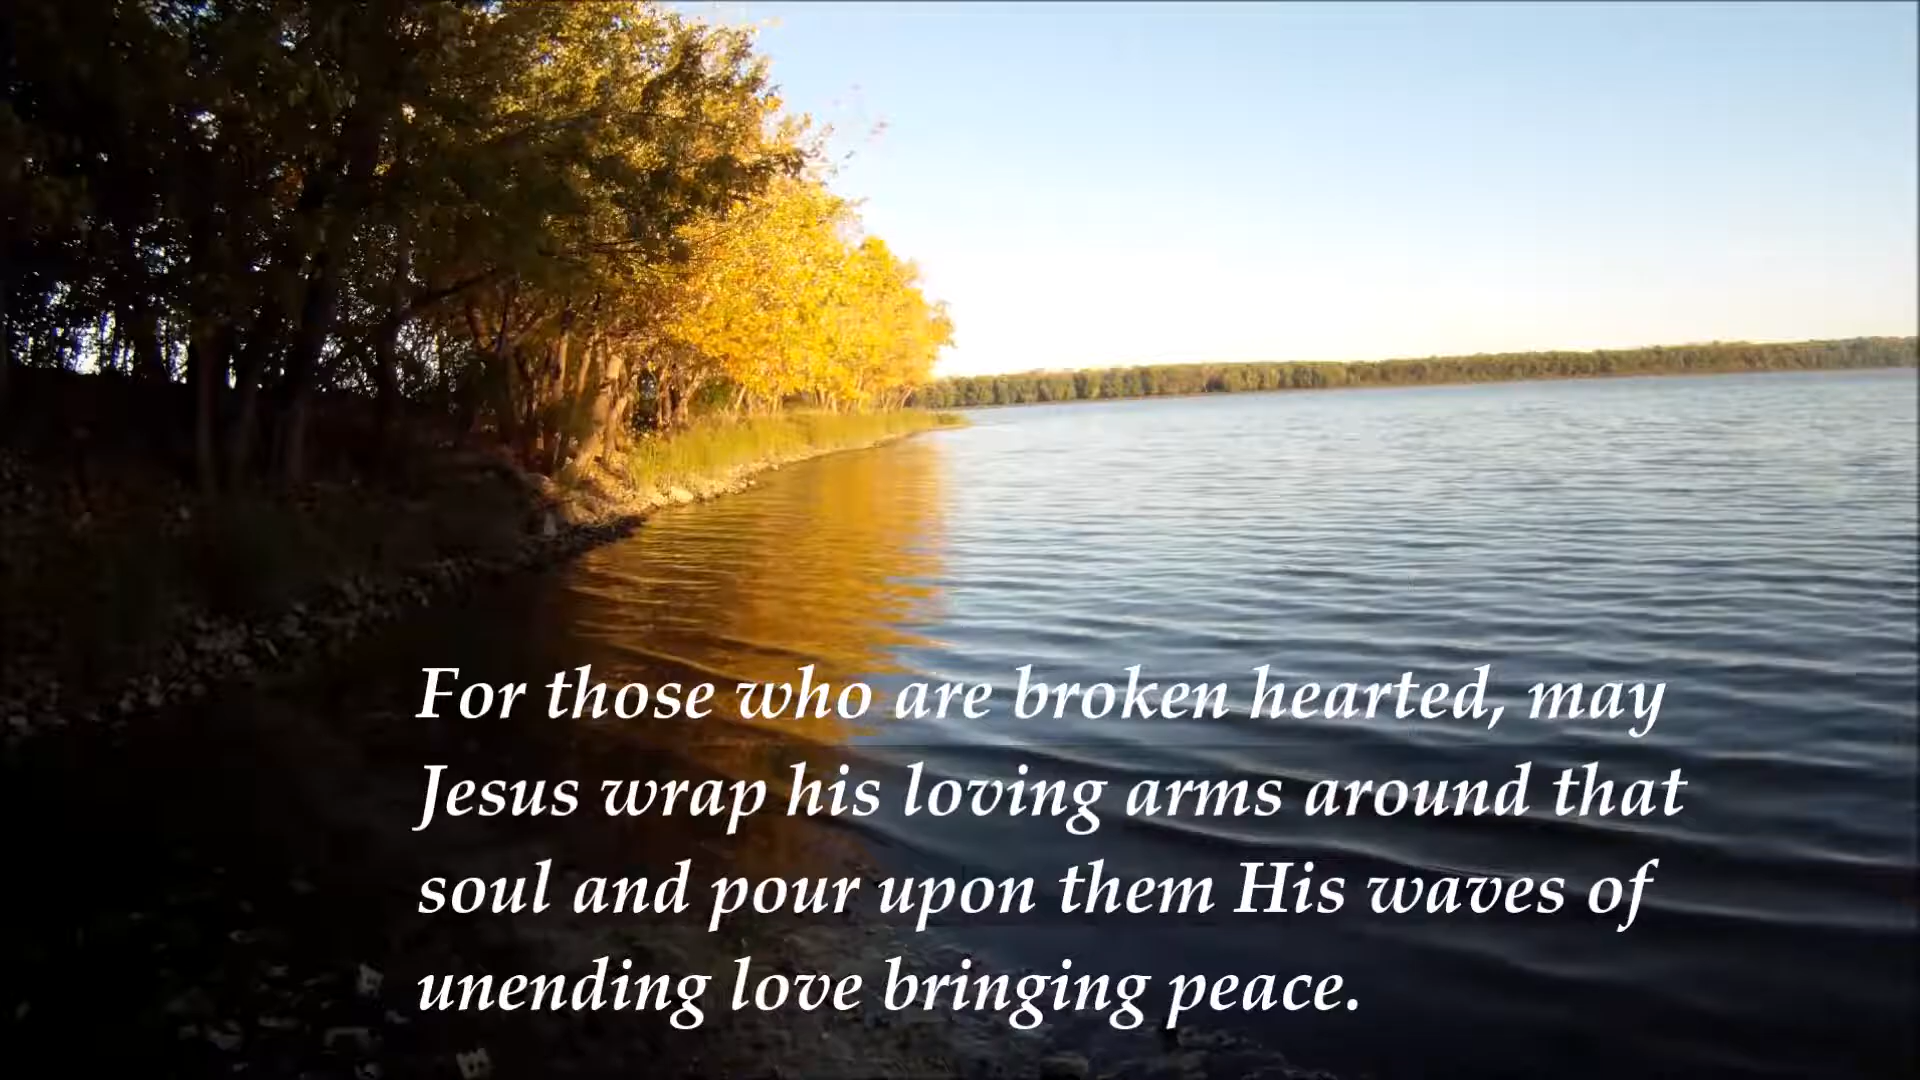 For those who are broken hearted, may
Jesus wrap his loving arms around that
soul and pour upon them His waves of
unending love bringing peace.